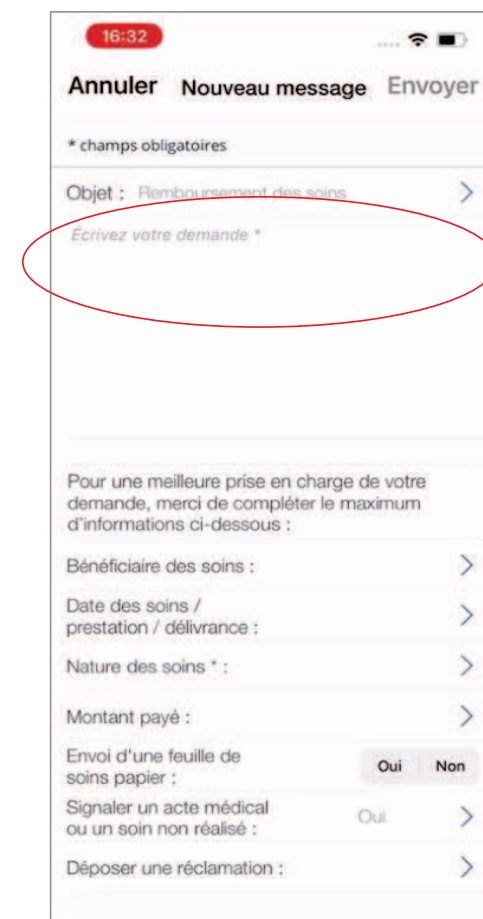 16:32
Annuler Nouveau message Envoyer
* champs obligatoires
Objet : Remboursement des soins
Écrivez votre demande *
Pour une meilleure prise en charge de votre
demande, merci de compléter le maximum
d'informations ci-dessous :
Bénéficiaire des soins :
Date des soins /
prestation / délivrance :
Nature des soins * :
Montant payé :
Envoi d'une feuille de
soins papier :
Oui Non
Signaler un acte médical
ou un soin non réalisé :
Oui
Déposer une réclamation :